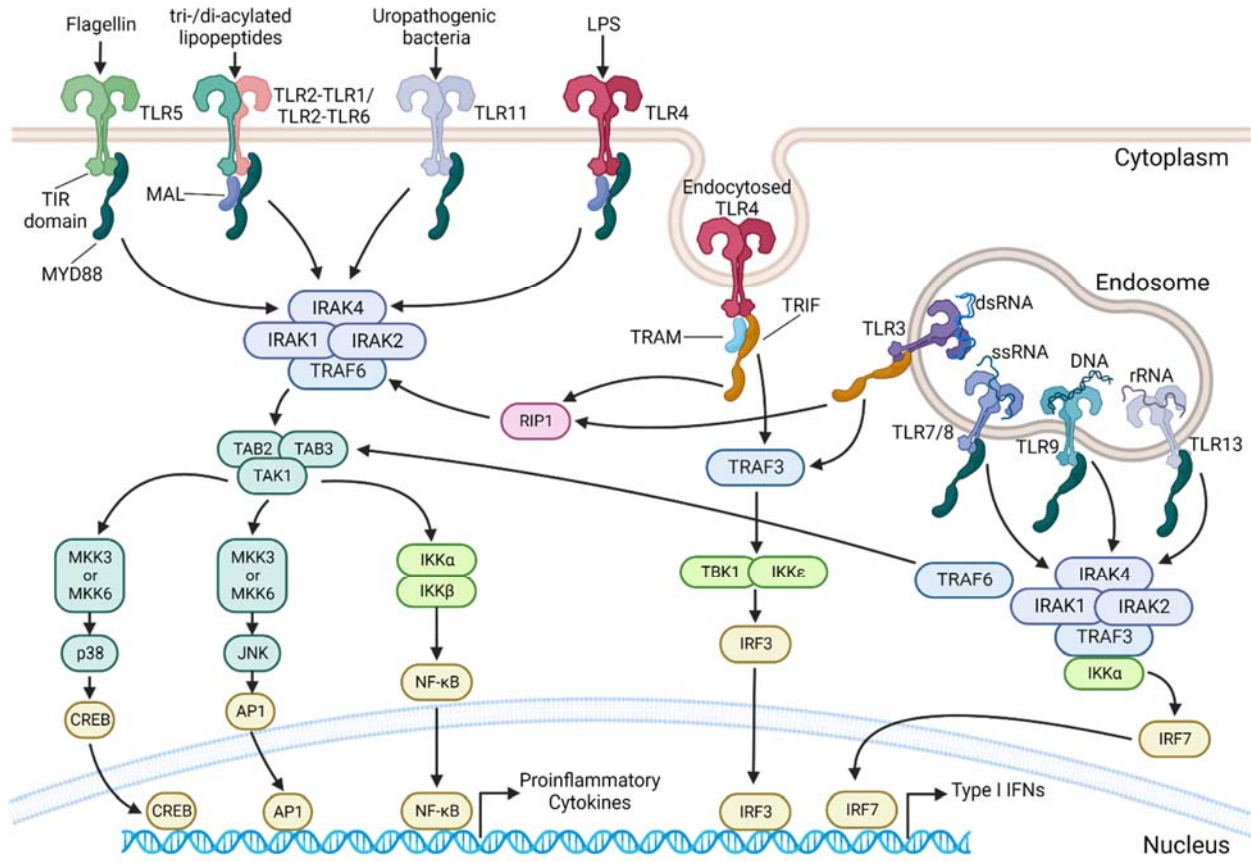 Flagellin
tri-/di-acylated
lipopeptides
Uropathogenic
bacteria
LPS
TLR5
TLR2-TLR1/
TLR2-TLR6
TLR11
TLR4
Cytoplasm
TIR
domain
MAL
MYD88
Endocytosed
TLR4
Endosome
IRAK4
IRAK1
IRAK2
TRAF6
TRAM
TRIF
TLR3
dsRNA
ssRNA
DNA
rRNA
RIP1
TLR7/8
TLR9
TLR13
TAB2
TAB3
TAK1
TRAF3
MKK3
or
MKK6
MKK3
or
MKK6
IKKα
IKKβ
TBK1
IKKε
TRAF6
IRAK4
IRAK1
IRAK2
TRAF3
IKKα
p38
JNK
NF-κB
IRF3
CREB
AP1
IRF7
Proinflammatory
Cytokines
Type I IFNs
CREB
AP1
NF-κB
IRF3
IRF7
Nucleus